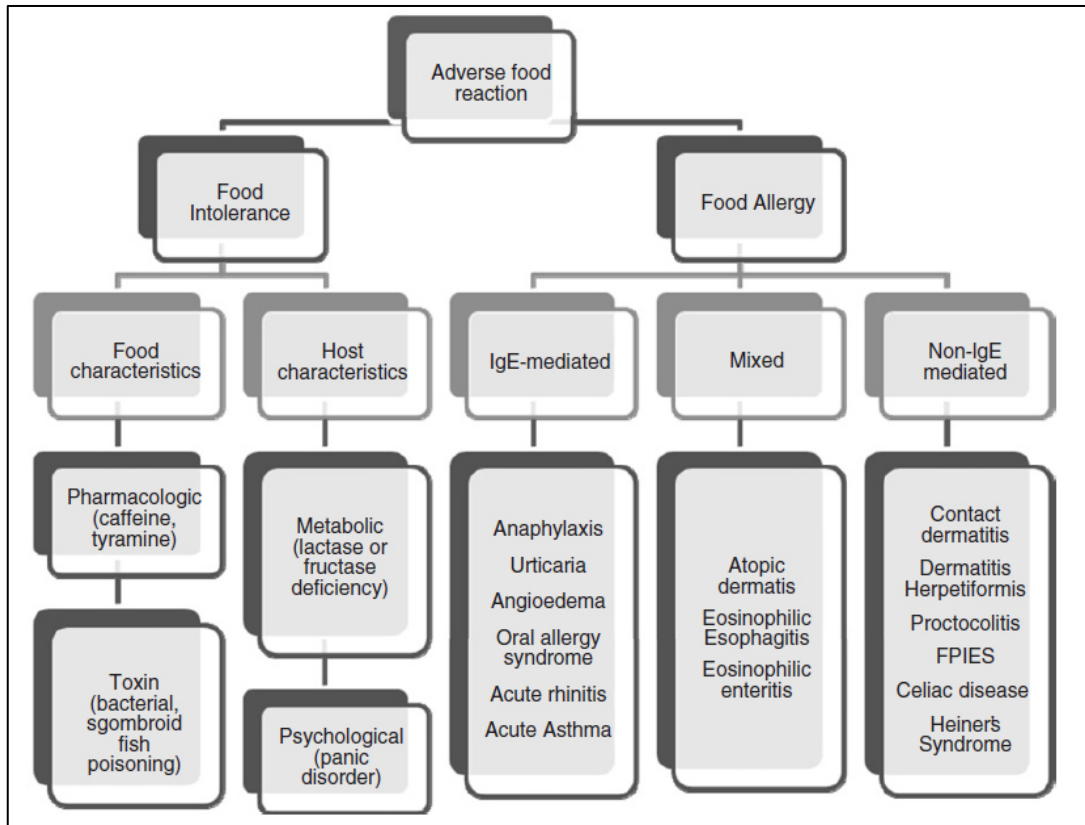 Adverse food
reaction
Food
Intolerance
Food Allergy
Food
characteristics
Host
characteristics
IgE-mediated
Mixed
Non-IgE
mediated
Pharmacologic
(caffeine,
tyramine)
Metabolic
(lactase or
fructase
deficiency)
Anaphylaxis
Urticaria
Angioedema
Oral allergy
syndrome
Acute rhinitis
Acute Asthma
Atopic
dermatis
Eosinophilic
Esophagitis
Eosinophilic
enteritis
Contact
dermatitis
Dermatitis
Herpetiformis
Proctocolitis
FPIES
Celiac disease
Heiner's
Syndrome
Toxin
(bacterial,
sgombroid
fish
poisoning)
Psychological
(panic
disorder)